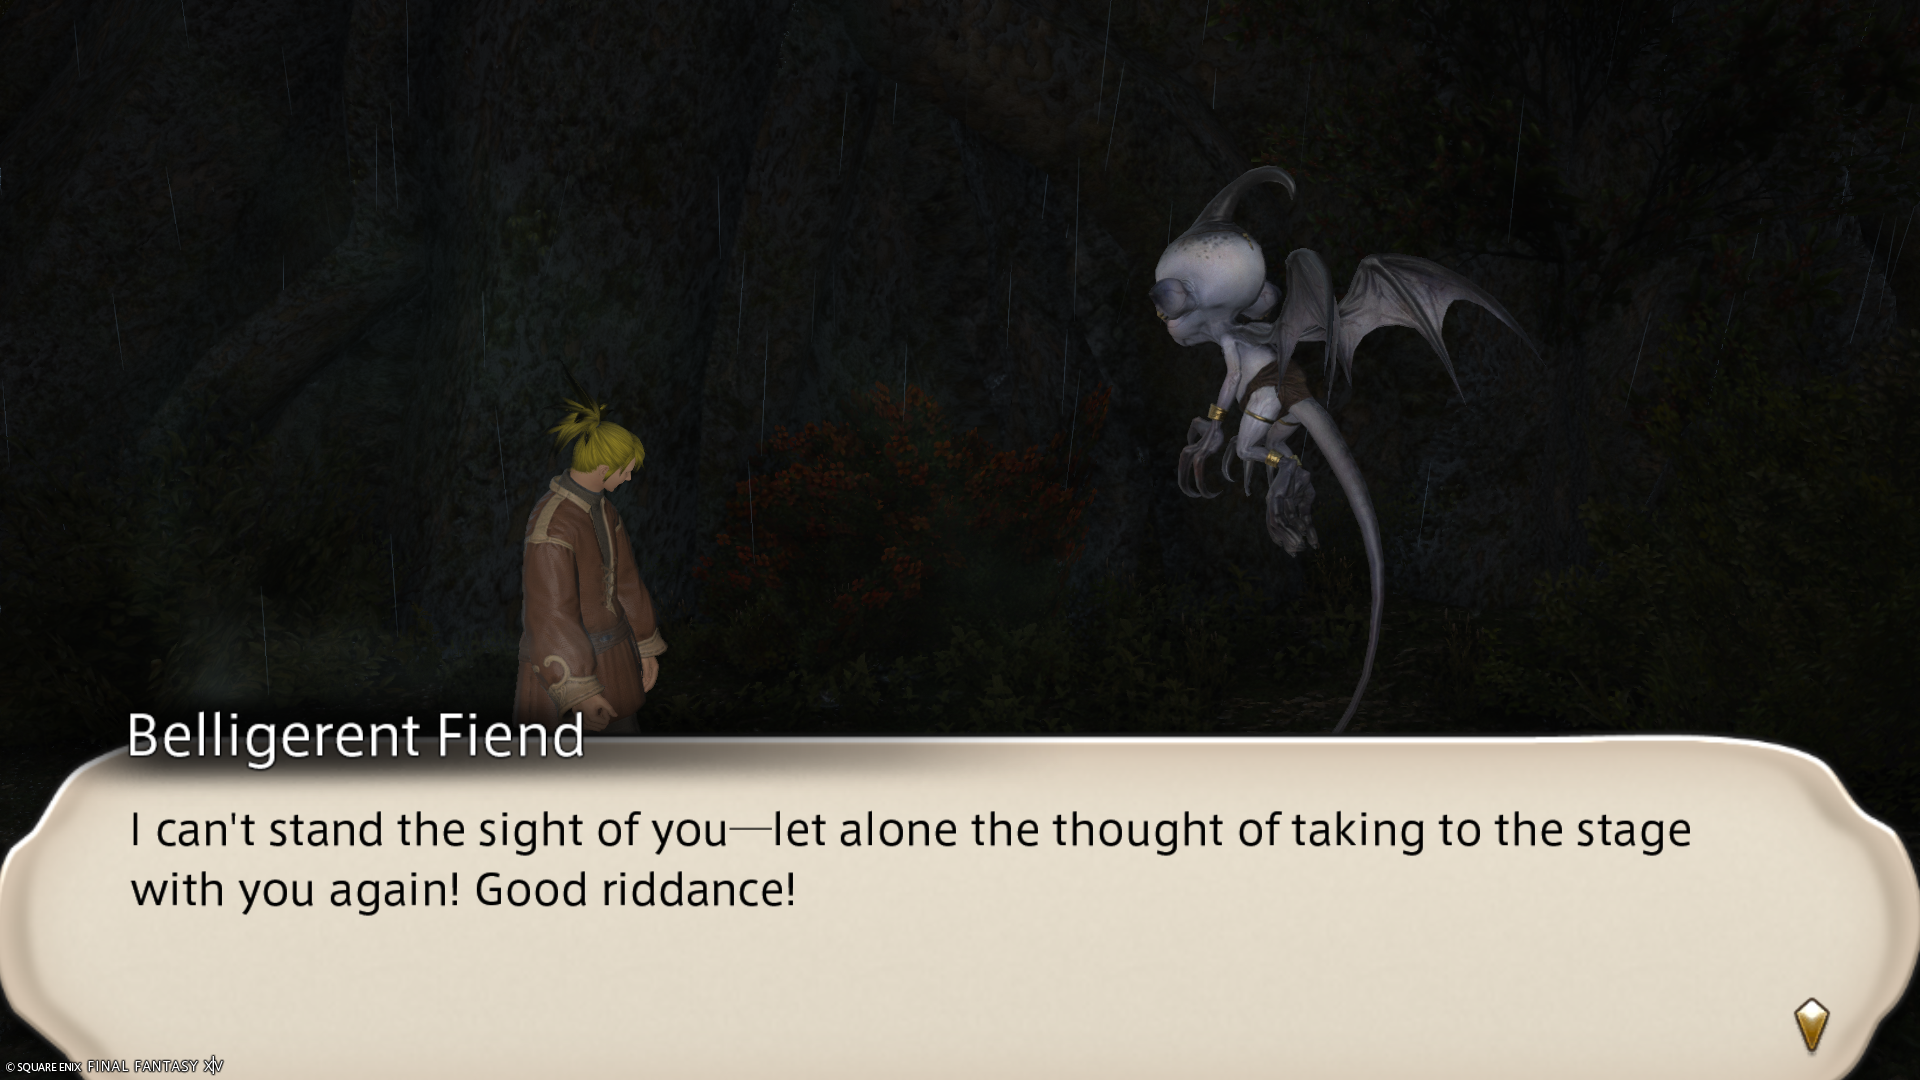 Belligerent Fiend
I can't stand the sight of you—let alone the thought of taking to the stage
with you again! Good riddance!
© SQUARE ENIX FINAL FANTASY XIV